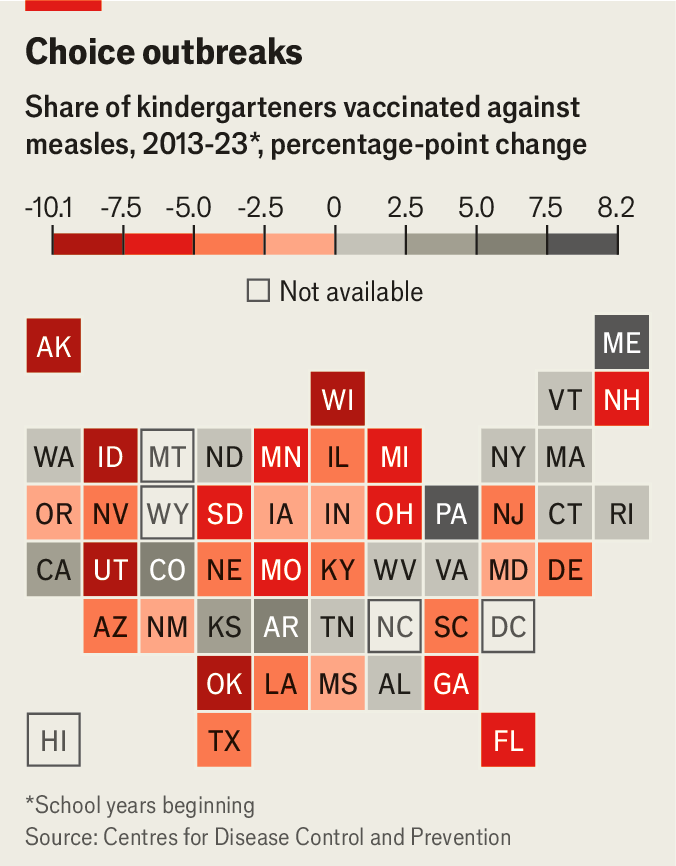 Choice outbreaks
Share of kindergarteners vaccinated against
measles, 2013-23*, percentage-point change
-10.1 -7.5 -5.0 -2.5 0 2.5 5.0 7.5 8.2
Not available
AK ME
WI VT NH
WA ID MT ND MN IL MI NY MA
OR NV WY SD IA IN OH PA NJ CT RI
CA UT CO NE MO KY WV VA MD DE
AZ NM KS AR TN NC SC DC
OK LA MS AL GA
HI TX FL
*School years beginning
Source: Centres for Disease Control and Prevention